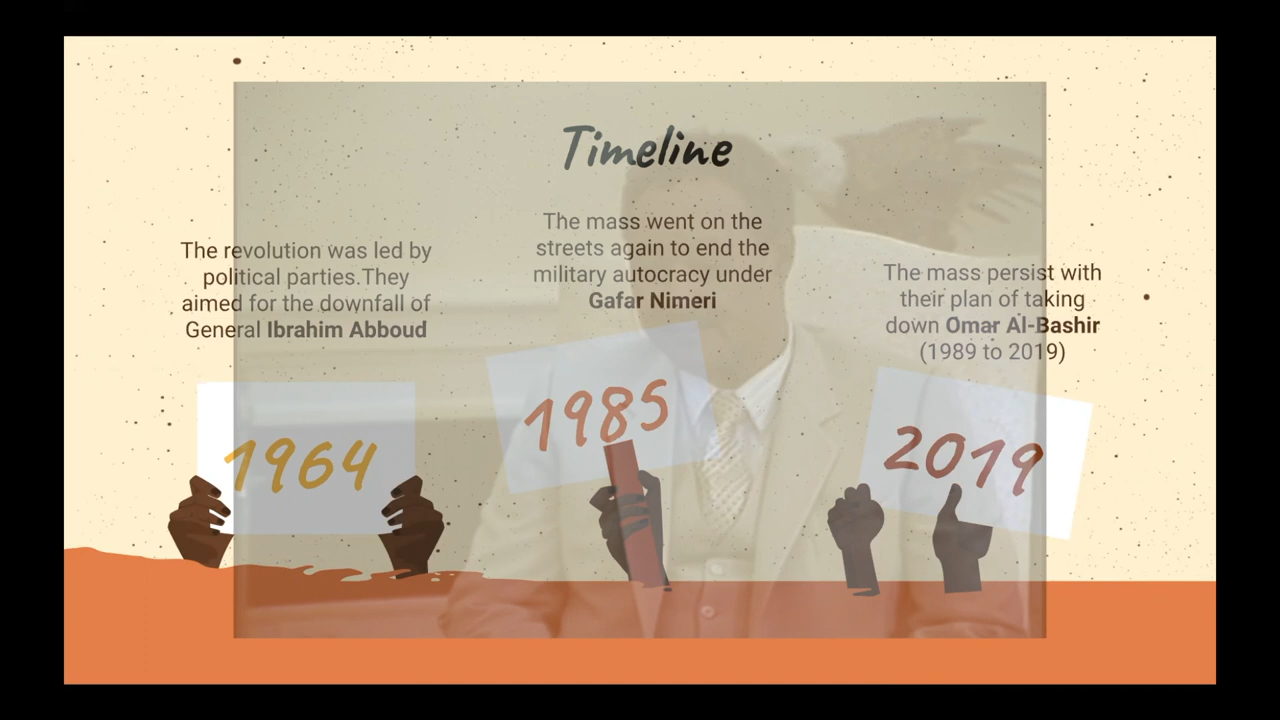 Timeline
The revolution was led by
political parties.They
aimed for the downfall of
General Ibrahim Abboud
1964
The mass went on the
streets again to end the
military autocracy under
Gafar Nimeri
1985
The mass persist with
their plan of taking
down Omar Al-Bashir
(1989 to 2019)
2019